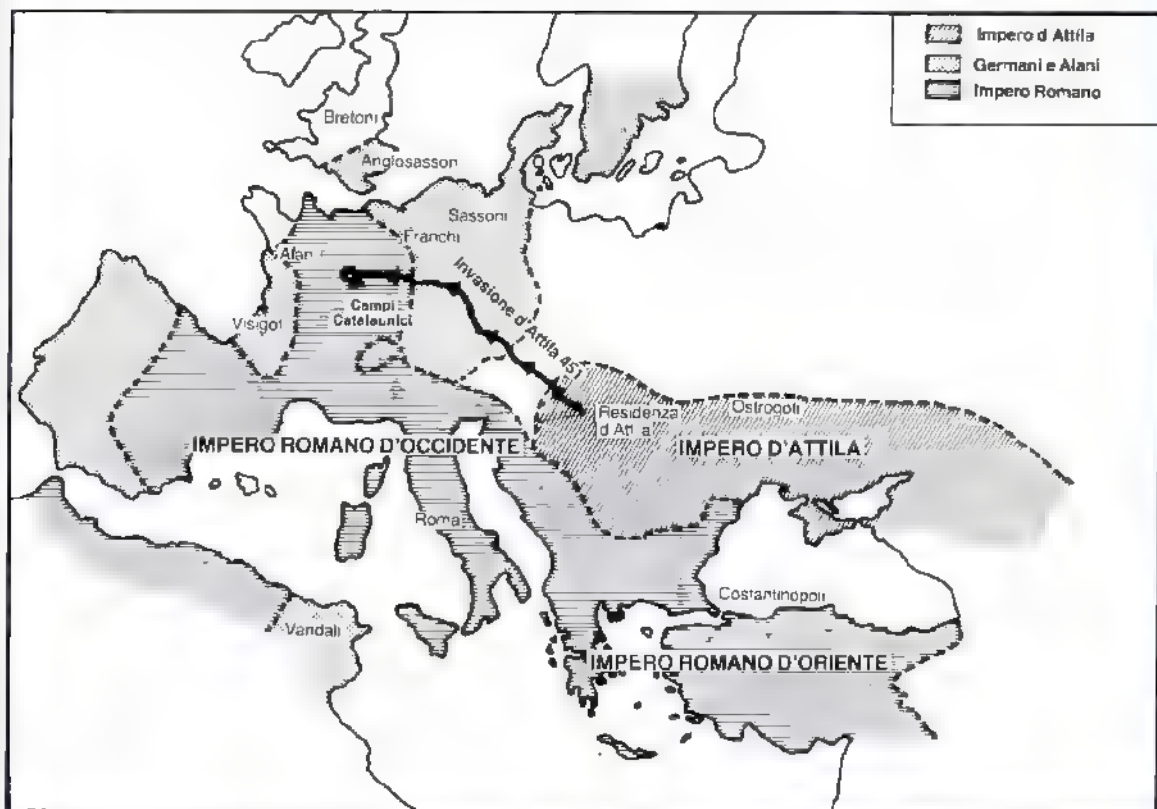 Impero d Attila
Germani e Alani
Impero Romano
Bretoni
Anglosasson
Sassoni
Franchi
Alan
Invasione d'Attila 451
Campi
Catalaunici
Visigot
Residenza
d Att a
Ostrogoti
IMPERO ROMANO D'OCCIDENTE
IMPERO D'ATTILA
Roma
Costantinopoli
Vandali
IMPERO ROMANO D'ORIENTE